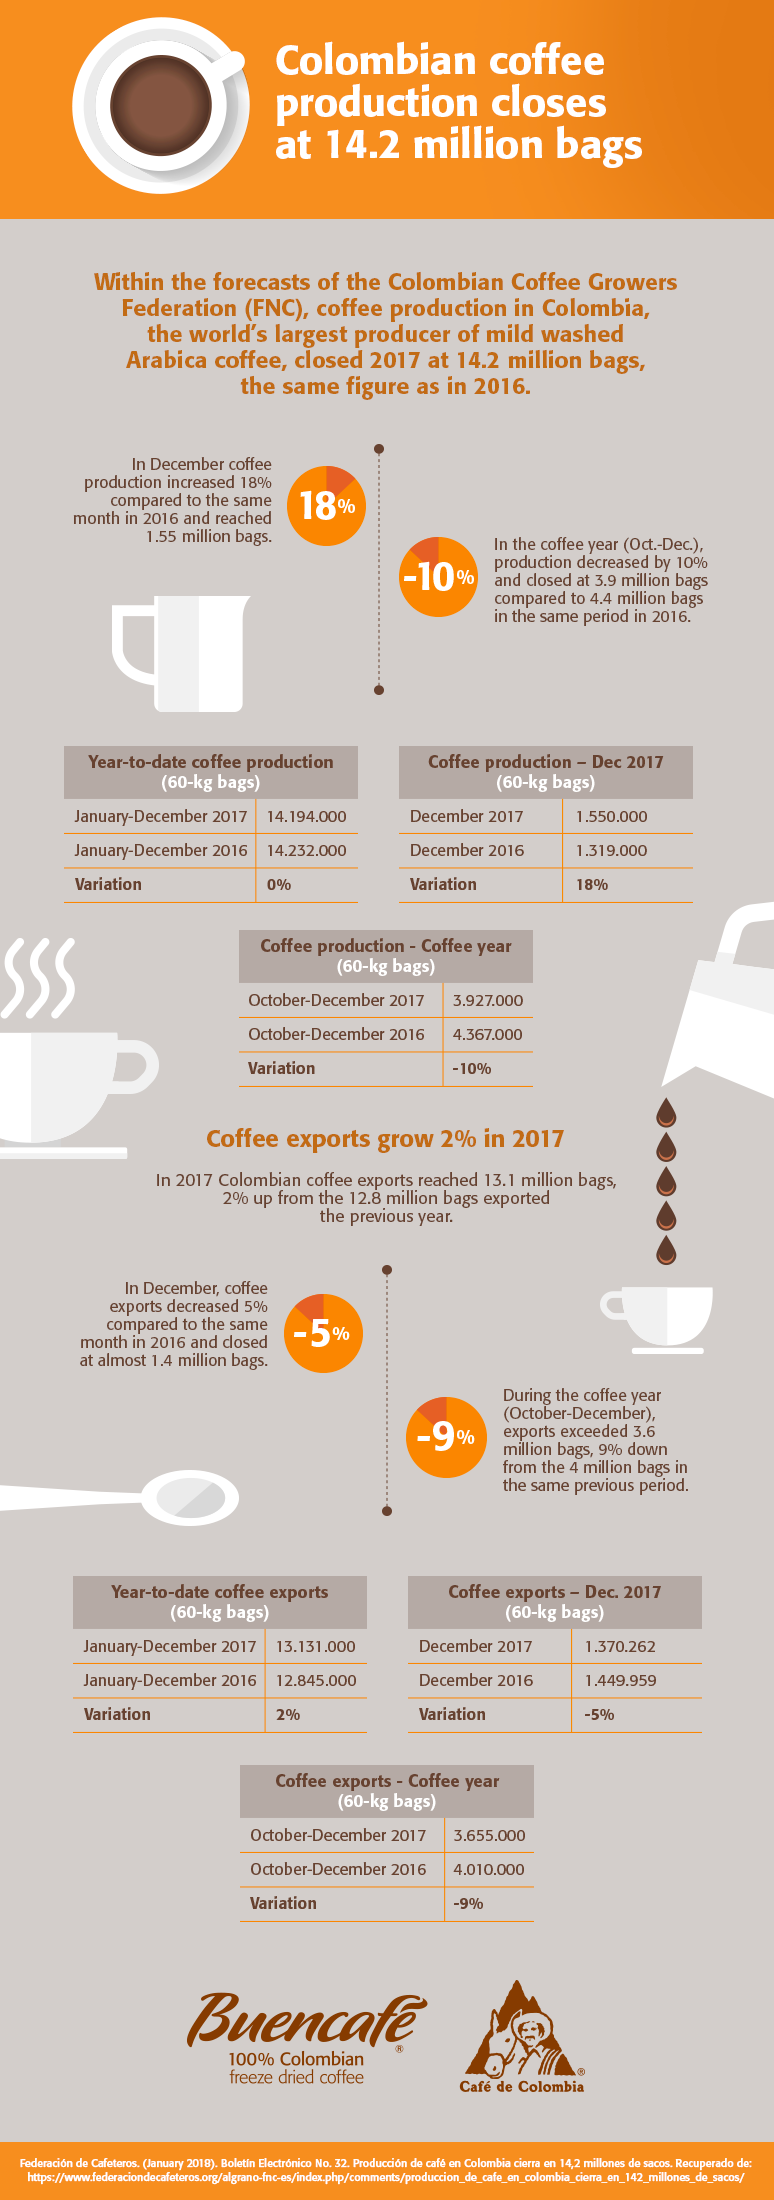 Colombian coffee
production closes
at 14.2 million bags
Within the forecasts of the Colombian Coffee Growers
Federation (FNC), coffee production in Colombia,
the world's largest producer of mild washed
Arabica coffee, closed 2017 at 14.2 million bags,
the same figure as in 2016.
In December coffee
production increased 18%
compared to the same
month in 2016 and reached
1.55 million bags.
18%
-10%
In the coffee year (Oct.-Dec.),
production decreased by 10%
and closed at 3.9 million bags
compared to 4.4 million bags
in the same period in 2016.
Year-to-date coffee production
(60-kg bags)
January-December 2017 14.194.000
January-December 2016 14.232.000
Variation 0%
Coffee production – Dec 2017
(60-kg bags)
December 2017 1.550.000
December 2016 1.319.000
Variation 18%
Coffee production - Coffee year
(60-kg bags)
October-December 2017 3.927.000
October-December 2016 4.367.000
Variation -10%
Coffee exports grow 2% in 2017
In 2017 Colombian coffee exports reached 13.1 million bags,
2% up from the 12.8 million bags exported
the previous year.
In December, coffee
exports decreased 5%
compared to the same
month in 2016 and closed
at almost 1.4 million bags.
-5%
-9%
During the coffee year
(October-December),
exports exceeded 3.6
million bags, 9% down
from the 4 million bags in
the same previous period.
Year-to-date coffee exports
(60-kg bags)
January-December 2017 13.131.000
January-December 2016 12.845.000
Variation 2%
Coffee exports – Dec. 2017
(60-kg bags)
December 2017 1.370.262
December 2016 1.449.959
Variation -5%
Coffee exports - Coffee year
(60-kg bags)
October-December 2017 3.655.000
October-December 2016 4.010.000
Variation -9%
Buencafé®
100% Colombian
freeze dried coffee
®
Café de Colombia
Federación de Cafeteros. (January 2018). Boletín Electrónico No. 32. Producción de café en Colombia cierra en 14,2 millones de sacos. Recuperado de:
https://www.federaciondecafeteros.org/algrano-fnc-es/index.php/comments/produccion_de_cafe_en_colombia_cierra_en_142_millones_de_sacos/